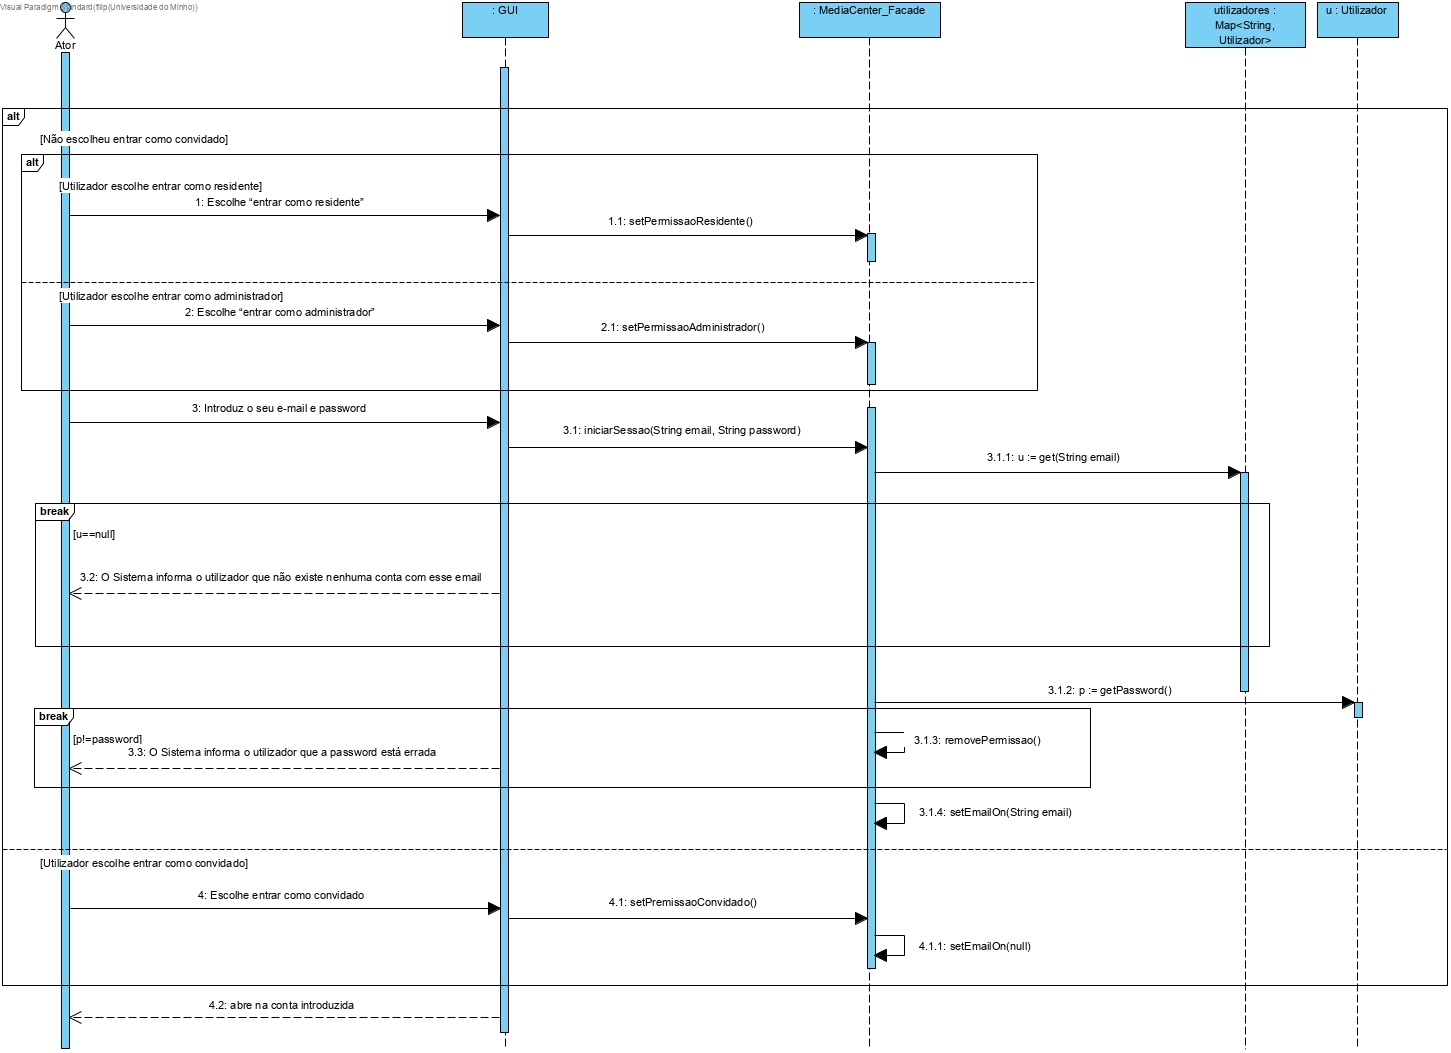 Visual Paradigm Standard(filip(Universidade do Minho))
Ator
: GUI
: MediaCenter_Facade
utilizadores :
Map<String,
Utilizador>
u : Utilizador
alt
[Não escolheu entrar como convidado]
alt
[Utilizador escolhe entrar como residente]
1: Escolhe “entrar como residente”
1.1: setPermissaoResidente()
[Utilizador escolhe entrar como administrador]
2: Escolhe “entrar como administrador”
2.1: setPermissaoAdministrador()
3: Introduz o seu e-mail e password
3.1: iniciarSessao(String email, String password)
3.1.1: u := get(String email)
break
[u==null]
3.2: O Sistema informa o utilizador que não existe nenhuma conta com esse email
3.1.2: p := getPassword()
break
[p!=password]
3.1.3: removePermissao()
3.3: O Sistema informa o utilizador que a password está errada
3.1.4: setEmailOn(String email)
[Utilizador escolhe entrar como convidado]
4: Escolhe entrar como convidado
4.1: setPremissaoConvidado()
4.1.1: setEmailOn(null)
4.2: abre na conta introduzida